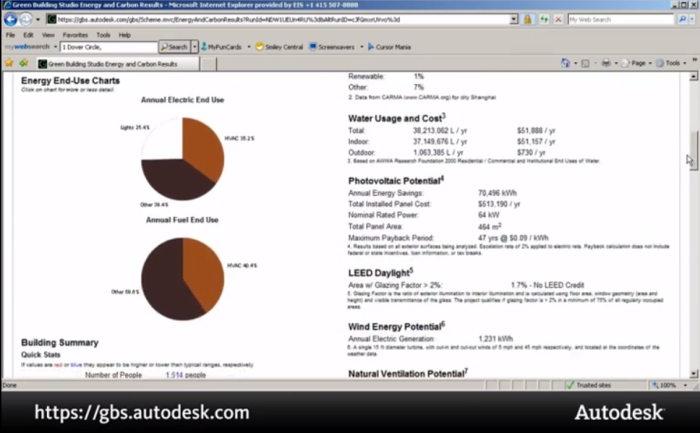 Green Building Studio Energy and Carbon Results - Microsoft Internet Explorer provided by EIS +1 415 507-8888
File Edit View Favorites Tools Help
mywebsearch 1 Dover Circle, Search MyFunCards Smiley Central Screensavers Cursor Mania
Green Building Studio Energy and Carbon Results
Page Tools
My Web Search
Energy End-Use Charts
Click on chart for more or less detail
Annual Electric End Use
Lights 25.4%
HVAC 35.2%
Other 39.4%
Annual Fuel End Use
HVAC 40.4%
Other 59.6%
Building Summary
Quick Stats
If values are red or blue they appear to be higher or lower than typical ranges, respectively
Number of People 1,514 people
Renewable: 1%
Other: 7%
2. Data from CARMA (www.CARMA.org) for city Shanghai
Water Usage and Cost3
Total: 38,213,062 L / yr $51,888 / yr
Indoor: 37,149,676 L / yr $51,157 / yr
Outdoor: 1,063,385 L / yr $730 / yr
3. Based on AWWA Research Foundation 2000 Residential / Commercial and Institutional End Uses of Water.
Photovoltaic Potential4
Annual Energy Savings: 70,496 kWh
Total Installed Panel Cost: $513,190 / yr
Nominal Rated Power: 64 kW
Total Panel Area: 464 m2
Maximum Payback Period: 47 yrs @ $0.09 / kWh
4. Results based on all exterior surfaces being analyzed. Escalation rate of 2% applied to electric rate. Payback calculation does not include
federal or state incentives, loan information, or tax breaks.
LEED Daylight5
Area w/ Glazing Factor > 2%: 1.7% - No LEED Credit
5. Glazing Factor is the ratio of exterior illumination to interior illumination and is calculated using floor area, window geometry (area and
height) and visible transmittance of the glass. The project qualifies if glazing factor is > 2% in a minimum of 75% of all regularly occupied
areas.
Wind Energy Potential6
Annual Electric Generation: 1,231 kWh
6. A single 15 ft diameter turbine, with cut-in and cut-out winds of 5 mph and 45 mph respectively, and located at the coordinates of the
weather data.
Natural Ventilation Potential7
Done
Trusted sites
100%
https://gbs.autodesk.com
Autodesk